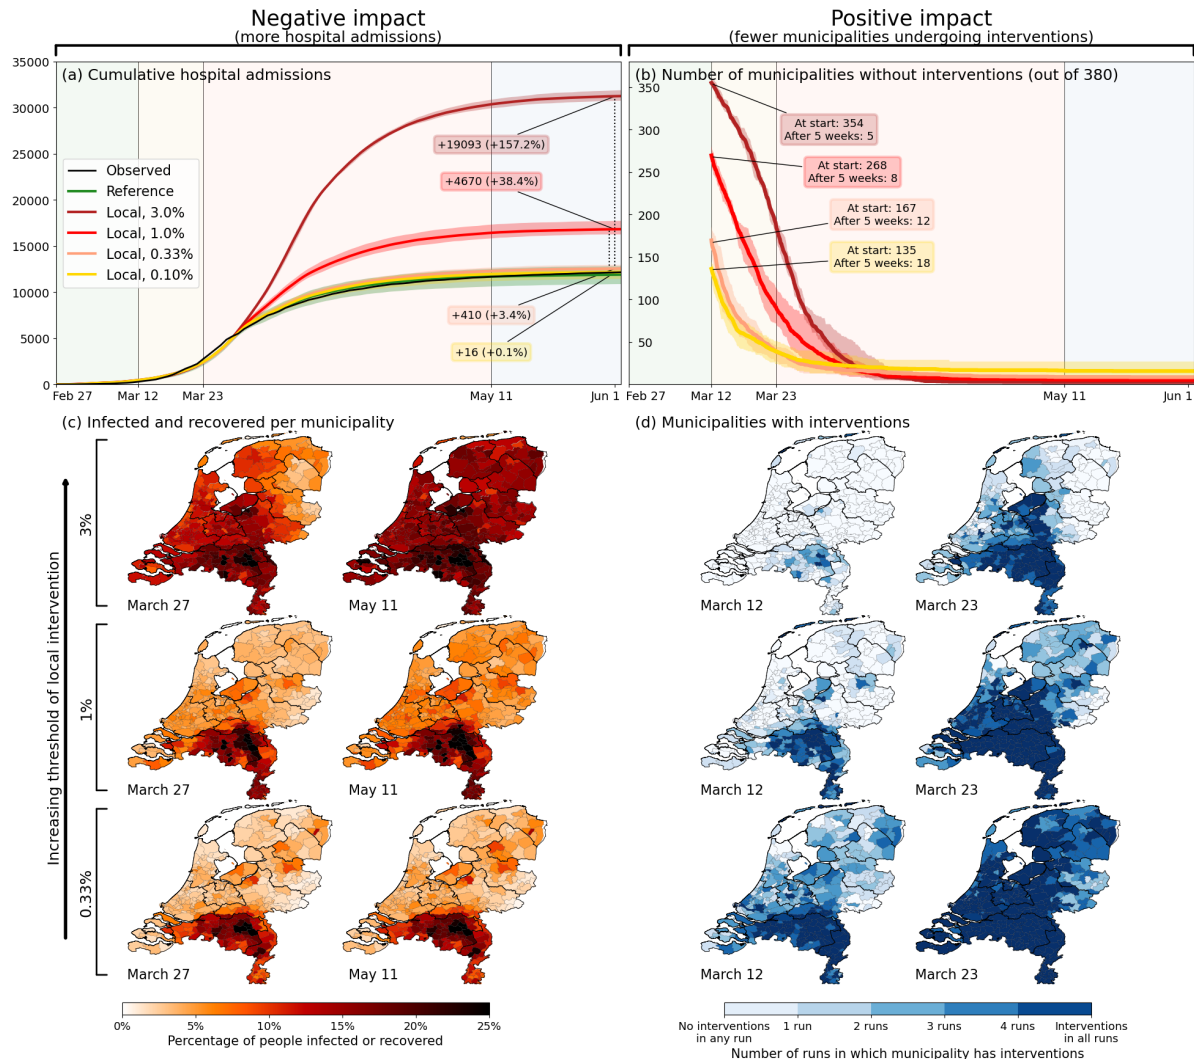 Negative impact
(more hospital admissions)
Positive impact
(fewer municipalities undergoing interventions)
(a) Cumulative hospital admissions
35000
30000
25000
20000
15000
10000
5000
0
Observed
Reference
Local, 3.0%
Local, 1.0%
Local, 0.33%
Local, 0.10%
+19093 (+157.2%)
+4670 (+38.4%)
+410 (+3.4%)
+16 (+0.1%)
Feb 27
Mar 12
Mar 23
May 11
Jun 1
(b) Number of municipalities without interventions (out of 380)
350
300
250
200
150
100
50
At start: 354
After 5 weeks: 5
At start: 268
After 5 weeks: 8
At start: 167
After 5 weeks: 12
At start: 135
After 5 weeks: 18
Feb 27
Mar 12
Mar 23
May 11
Jun 1
(c) Infected and recovered per municipality
Increasing threshold of local intervention
3%
March 27
May 11
1%
March 27
May 11
0.33%
March 27
May 11
0%
5%
10%
15%
20%
25%
Percentage of people infected or recovered
(d) Municipalities with interventions
March 12
March 23
March 12
March 23
March 12
March 23
No interventions
in any run
1 run
2 runs
3 runs
4 runs
Interventions
in all runs
Number of runs in which municipality has interventions